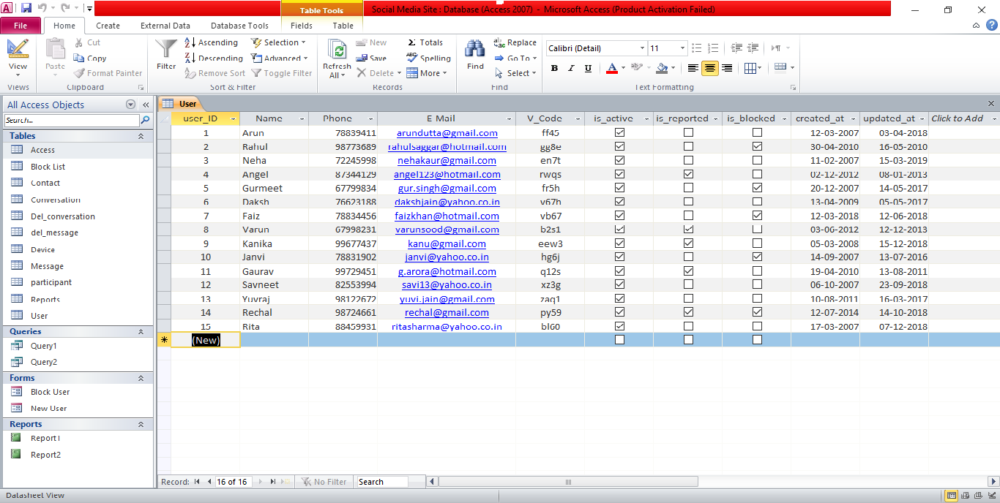 Table Tools
Social Media Site : Database (Access 2007) - Microsoft Access (Product Activation Failed)
File Home Create External Data Database Tools Fields Table
View
Views
Paste
Cut
Copy
Format Painter
Clipboard
Filter
Ascending
Descending
Remove Sort
Selection
Advanced
Toggle Filter
Sort & Filter
Refresh All
New
Save
Delete
Totals
Spelling
More
Records
Find
Replace
Go To
Select
Find
Calibri (Detail) 11
B I U
Text Formatting
All Access Objects
Search...
Tables
Access
Block List
Contact
Conversation
Del_conversation
del_message
Device
Message
participant
Reports
User
Queries
Query1
Query2
Forms
Block User
New User
Reports
Report1
Report2
User
user_ID Name Phone E Mail V_Code is_active is_reported is_blocked created_at updated_at Click to Add
1 Arun 78839411 arundutta@gmail.com ff45 12-03-2007 03-04-2018
2 Rahul 98773689 rahulsaggar@hotmail.com gg8e 30-04-2010 16-05-2010
3 Neha 72245998 nehakaur@gmail.com en7t 11-02-2007 15-03-2019
4 Angel 87344129 angel123@hotmail.com rwqs 02-12-2012 08-01-2013
5 Gurmeet 67799834 gur.singh@gmail.com fr5h 20-12-2007 14-05-2017
6 Daksh 76623188 dakshjain@yahoo.co.in v67h 13-04-2009 05-05-2017
7 Faiz 78834456 faizkhan@hotmail.com vb67 12-03-2018 12-06-2018
8 Varun 67998231 varunsood@gmail.com b2s1 03-06-2012 12-12-2013
9 Kanika 99677437 kanu@gmail.com eew3 05-03-2008 15-12-2018
10 Janvi 78831902 janvi@yahoo.co.in hg6j 14-09-2007 13-07-2016
11 Gaurav 99729451 g.arora@hotmail.com q12s 19-04-2010 13-08-2011
12 Savneet 82553994 savi13@yahoo.co.in xz3g 06-10-2007 23-09-2018
13 Yuvraj 98122672 yuvi.jain@gmail.com zaq1 10-08-2011 16-03-2017
14 Rechal 98724661 rechal@gmail.com py59 12-07-2014 14-10-2018
15 Rita 88459931 ritasharma@yahoo.co.in bl60 17-03-2007 07-12-2018
(New)
Record: 16 of 16 No Filter Search
Datasheet View